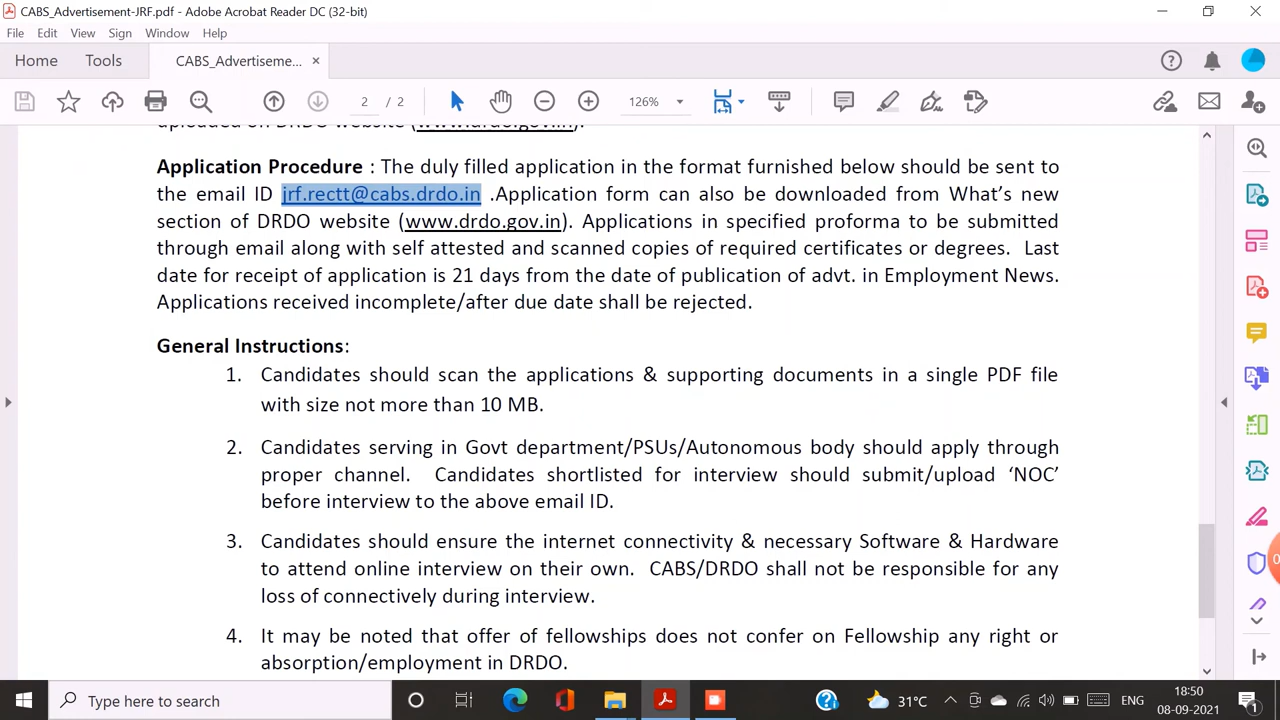 CABS_Advertisement-JRF.pdf - Adobe Acrobat Reader DC (32-bit)
File Edit View Sign Window Help
Home Tools CABS_Advertiseme... ×
2 / 2 126%
uploaded on DRDO website (www.drdo.gov.in).
Application Procedure : The duly filled application in the format furnished below should be sent to
the email ID jrf.rectt@cabs.drdo.in .Application form can also be downloaded from What's new
section of DRDO website (www.drdo.gov.in). Applications in specified proforma to be submitted
through email along with self attested and scanned copies of required certificates or degrees. Last
date for receipt of application is 21 days from the date of publication of advt. in Employment News.
Applications received incomplete/after due date shall be rejected.
General Instructions:
1. Candidates should scan the applications & supporting documents in a single PDF file
with size not more than 10 MB.
2. Candidates serving in Govt department/PSUs/Autonomous body should apply through
proper channel. Candidates shortlisted for interview should submit/upload ‘NOC’
before interview to the above email ID.
3. Candidates should ensure the internet connectivity & necessary Software & Hardware
to attend online interview on their own. CABS/DRDO shall not be responsible for any
loss of connectively during interview.
4. It may be noted that offer of fellowships does not confer on Fellowship any right or
absorption/employment in DRDO.
Type here to search 31°C ENG 18:50
08-09-2021